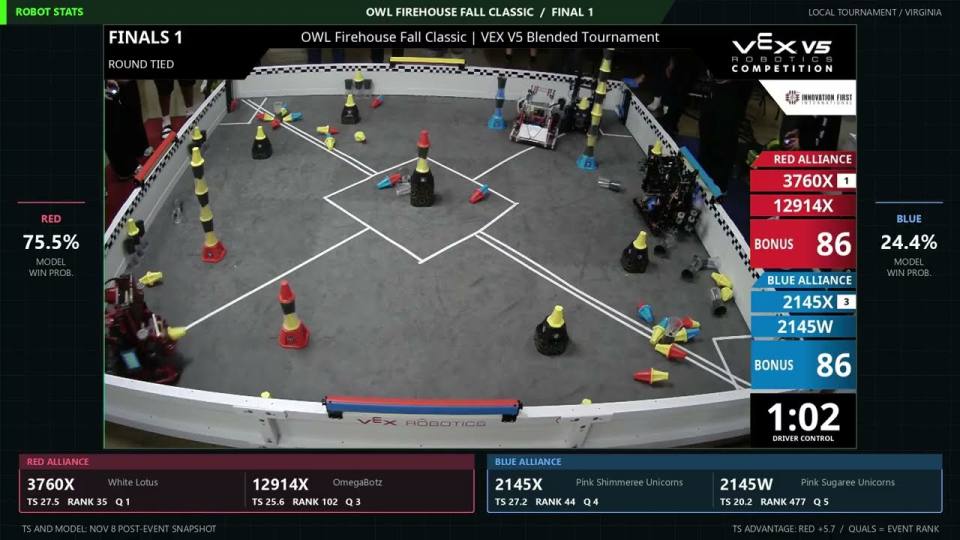 ROBOT STATS
OWL FIREHOUSE FALL CLASSIC / FINAL 1
LOCAL TOURNAMENT / VIRGINIA
FINALS 1
OWL Firehouse Fall Classic | VEX V5 Blended Tournament
ROUND TIED
VEX V5
ROBOTICS
COMPETITION
INNOVATION FIRST
INTERNATIONAL
RED ALLIANCE
3760X 1
12914X
BONUS 86
BLUE ALLIANCE
2145X 3
2145W
BONUS 86
1:02
DRIVER CONTROL
RED
75.5%
MODEL
WIN PROB.
BLUE
24.4%
MODEL
WIN PROB.
VEX ROBOTICS
RED ALLIANCE
3760X White Lotus
TS 27.5 RANK 35 Q 1
12914X OmegaBotz
TS 25.6 RANK 102 Q 3
BLUE ALLIANCE
2145X Pink Shimmeree Unicorns
TS 27.2 RANK 44 Q 4
2145W Pink Sugaree Unicorns
TS 20.2 RANK 477 Q 5
TS AND MODEL: NOV 8 POST-EVENT SNAPSHOT
TS ADVANTAGE: RED +5.7 / QUALS = EVENT RANK